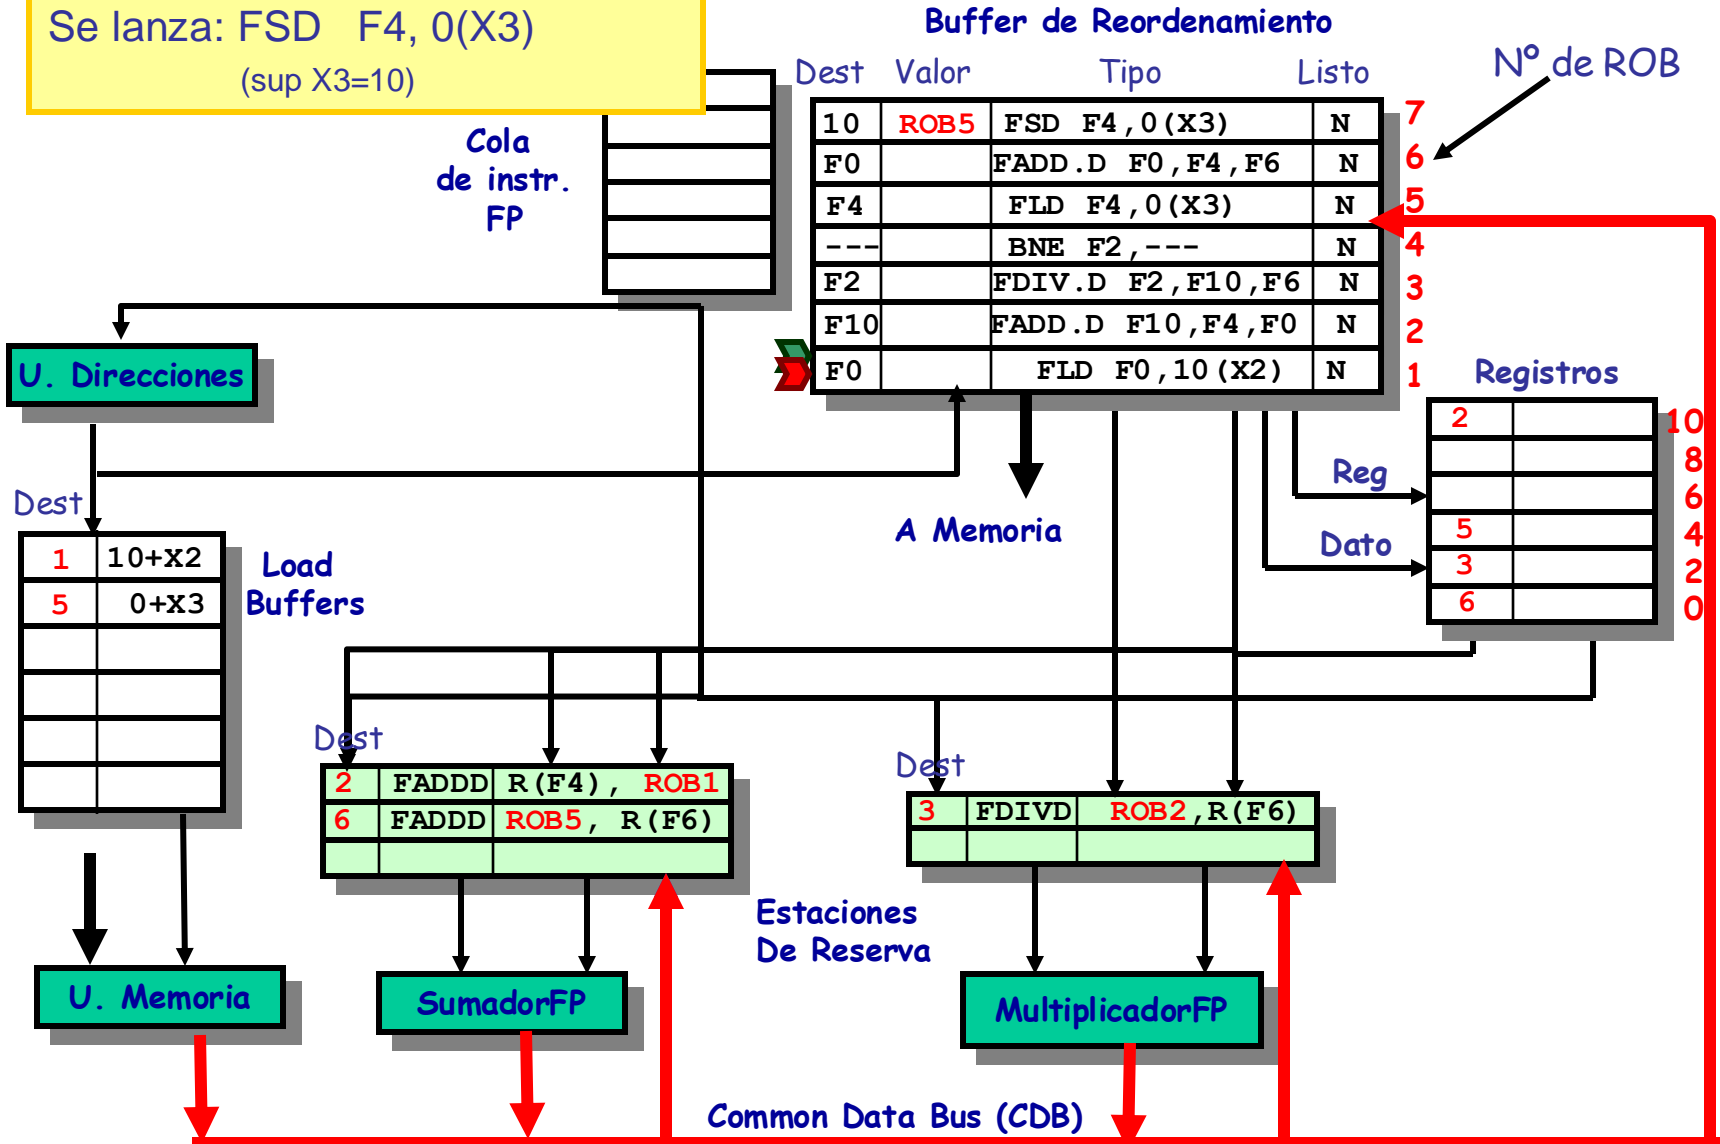 Se lanza: FSD F4, 0(X3)
(sup X3=10)
Buffer de Reordenamiento
Dest Valor Tipo Listo
Nº de ROB
10 ROB5 FSD F4,0(X3) N 7
F0 FADD.D F0,F4,F6 N 6
F4 FLD F4,0(X3) N 5
--- BNE F2,--- N 4
F2 FDIV.D F2,F10,F6 N 3
F10 FADD.D F10,F4,F0 N 2
F0 FLD F0,10(X2) N 1
Cola
de instr.
FP
U. Direcciones
Registros
2 10
8
6
5 4
3 2
6 0
Reg
Dato
A Memoria
Dest
1 10+X2
5 0+X3
Load
Buffers
Dest
2 FADDD R(F4), ROB1
6 FADDD ROB5, R(F6)
Dest
3 FDIVD ROB2,R(F6)
Estaciones
De Reserva
U. Memoria
SumadorFP
MultiplicadorFP
Common Data Bus (CDB)